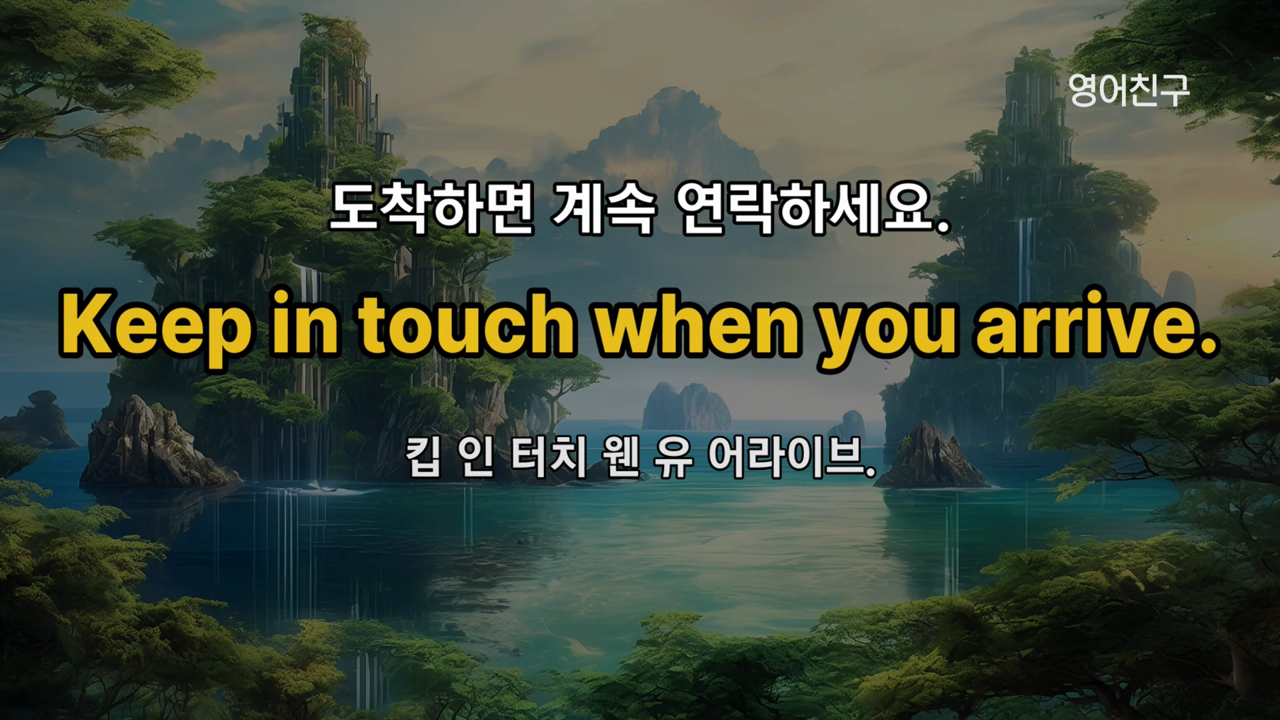 영어친구
도착하면 계속 연락하세요.
Keep in touch when you arrive.
킵 인 터치 웬 유 어라이브.